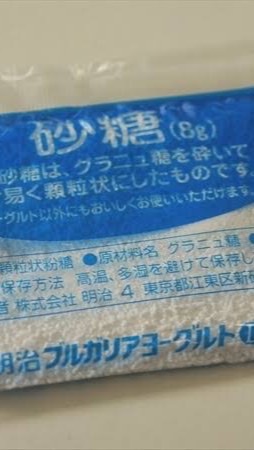 砂糖(8g)
砂糖は、グラニュ糖を砕いて
易く顆粒状にしたものです。
グルト以外にもおいしくお使いいただけます。
顆粒状粉糖 ●原材料名 グラニュ糖 ●
保存方法 高温、多湿を避けて保存し
者 株式会社 明治 4 東京都江東区新
明治ブルガリアヨーグルト